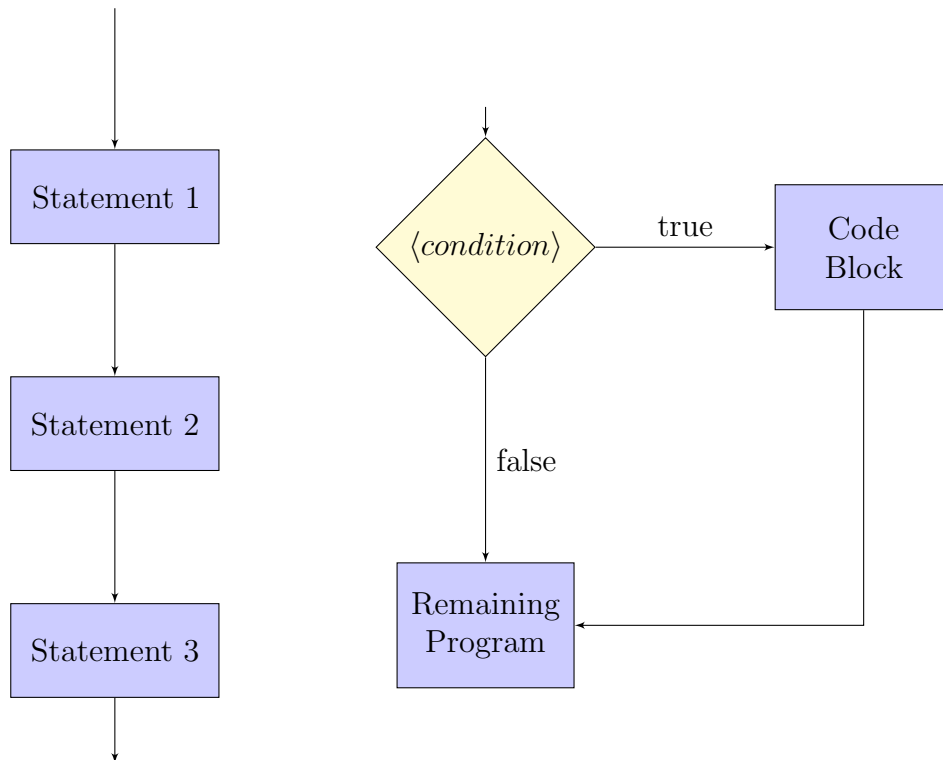 Statement 1
Statement 2
Statement 3
⟨condition⟩
true
Code
Block
false
Remaining
Program